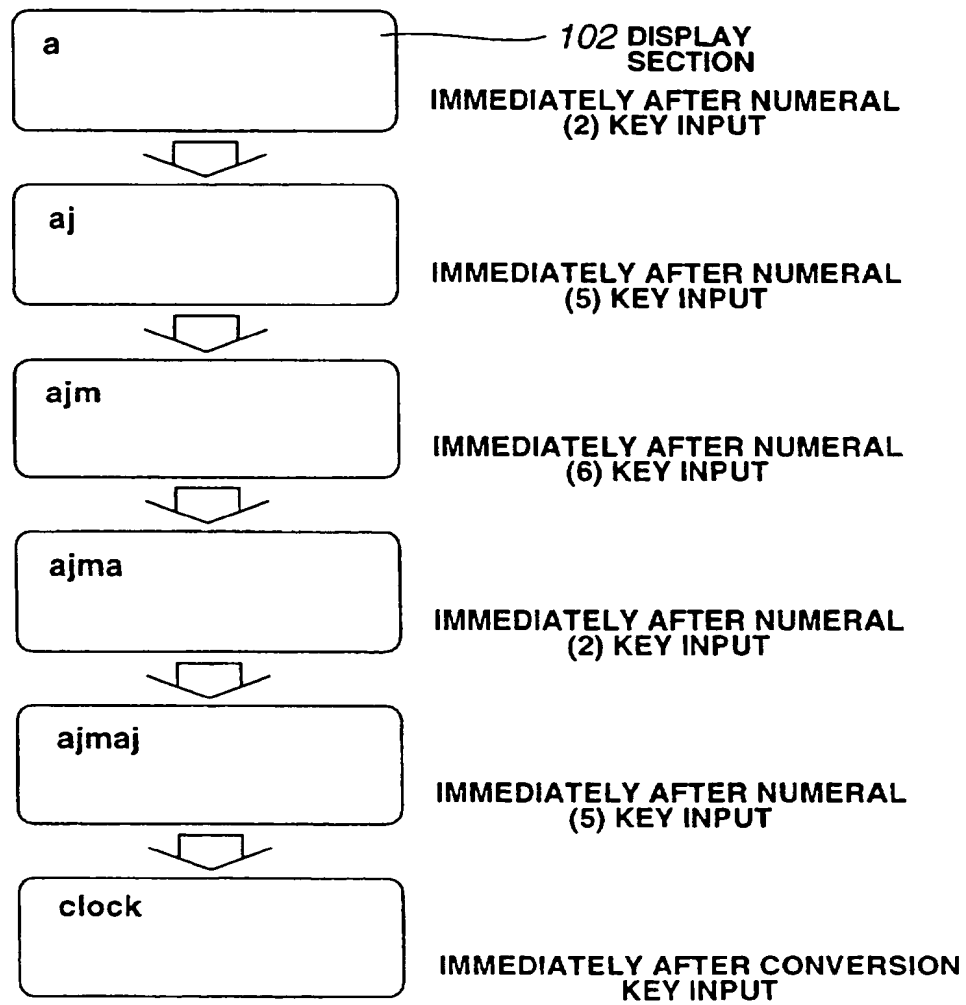 a
102 DISPLAY
SECTION
IMMEDIATELY AFTER NUMERAL
(2) KEY INPUT
aj
IMMEDIATELY AFTER NUMERAL
(5) KEY INPUT
ajm
IMMEDIATELY AFTER NUMERAL
(6) KEY INPUT
ajma
IMMEDIATELY AFTER NUMERAL
(2) KEY INPUT
ajmaj
IMMEDIATELY AFTER NUMERAL
(5) KEY INPUT
clock
IMMEDIATELY AFTER CONVERSION
KEY INPUT